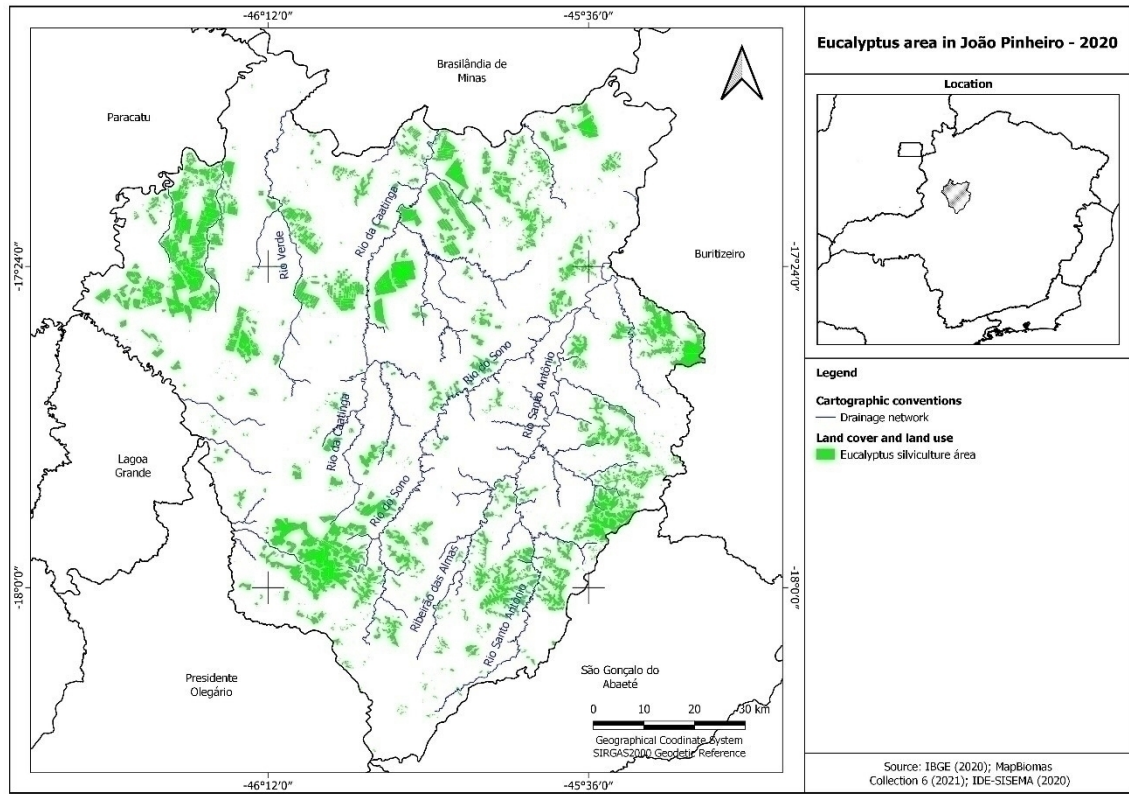 -46°12'0"
-45°36'0"
Eucalyptus area in João Pinheiro - 2020
Location
Brasilândia de
Minas
Paracatu
Rio da Caatinga
Rio Verde
Buritizeiro
-17°24'0"
-17°24'0"
Rio do Sono
Rio Santo Antônio
Legend
Cartographic conventions
Drainage network
Land cover and land use
Eucalyptus silviculture área
Rio da Caatinga
Lagoa
Grande
Rio do Sono
Ribeirão das Almas
-18°0'0"
-18°0'0"
Rio Santo Antônio
Presidente
Olegário
São Gonçalo do
Abaeté
0 10 20 30 km
Geographical Coodinate System
SIRGAS2000 Geodetic Reference
-46°12'0"
-45°36'0"
Source: IBGE (2020); MapBiomas
Collection 6 (2021); IDE-SISEMA (2020)